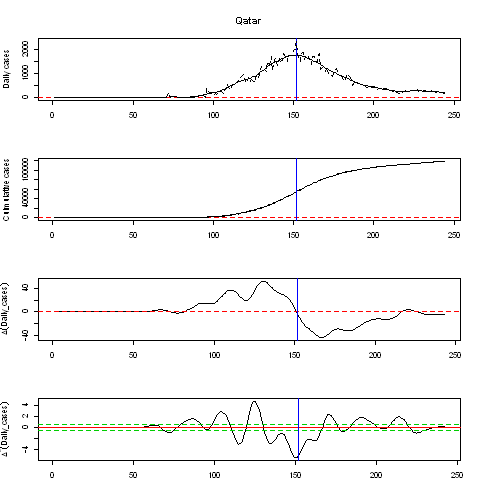 Qatar
Daily cases
0 1000 2000
0 50 100 150 200 250
Cumulative cases
0 40000 100000
0 50 100 150 200 250
Δ(Daily_cases)
-40 0 40
0 50 100 150 200 250
Δ²(Daily_cases)
-4 0 2 4
0 50 100 150 200 250